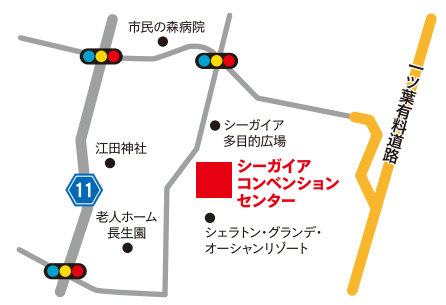 市民の森病院
一ツ葉有料道路
シーガイア
多目的広場
江田神社
シーガイア
コンベンション
センター
11
老人ホーム
長生園
シェラトン・グランデ・
オーシャンリゾート